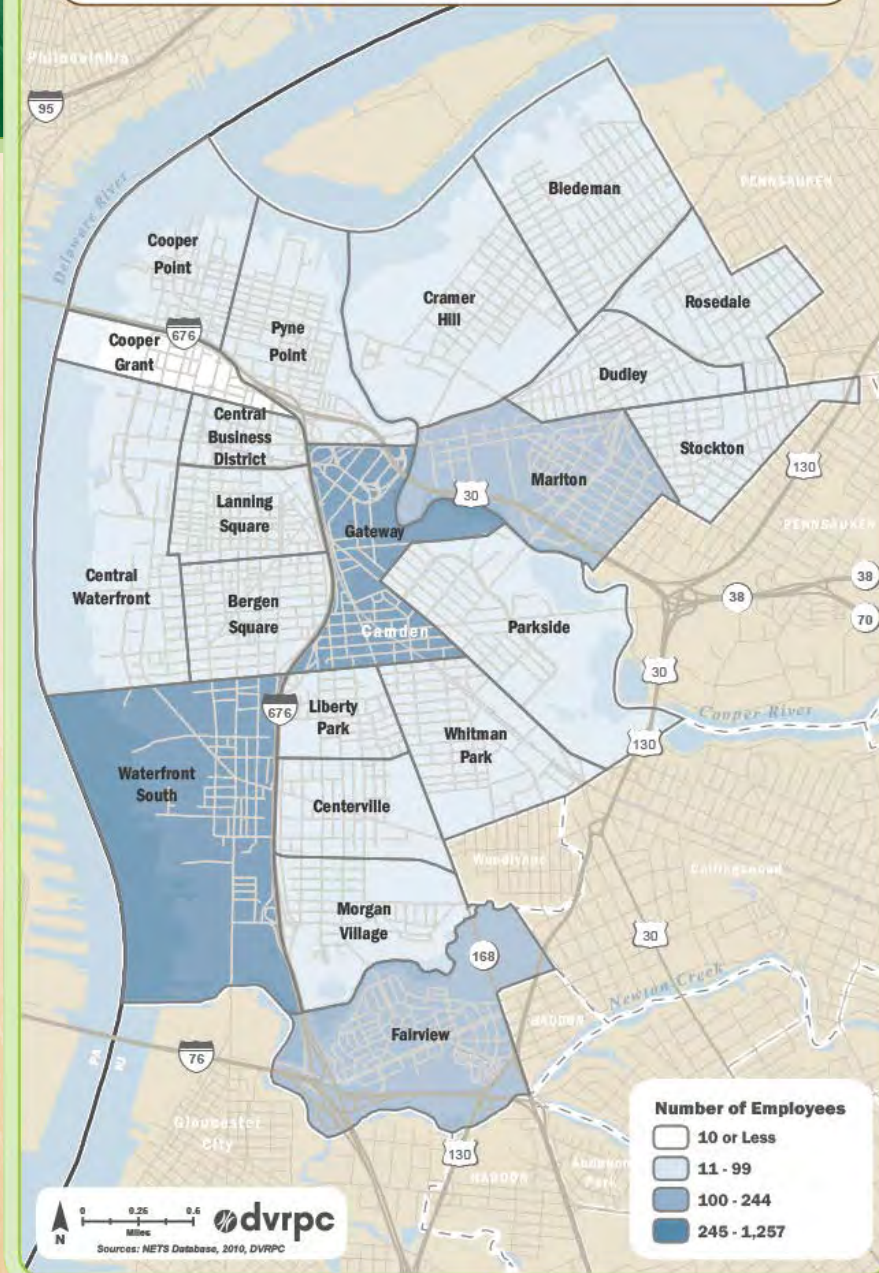 Philadelphia
95
Delaware River
PENNSAUKEN
Biedeman
Cooper
Point
Rosedale
Cramer
Hill
Pyne
Point
676
Cooper
Grant
Dudley
Central
Business
District
Stockton
130
Marlton
30
Lanning
Square
Gateway
PENNSAUKEN
38
38
70
Central
Waterfront
Bergen
Square
Camden
Parkside
30
Cooper River
676
Liberty
Park
Whitman
Park
130
Waterfront
South
Centerville
Woodlynne
Collingswood
Morgan
Village
168
30
Newton Creek
Fairview
HADDON
76
PA
NJ
Gloucester
City
130
HADDON
Audubon
Park
Number of Employees
10 or Less
11 - 99
100 - 244
245 - 1,257
N
0 0.25 0.5
Miles
dvrpc
Sources: NETS Database, 2010, DVRPC